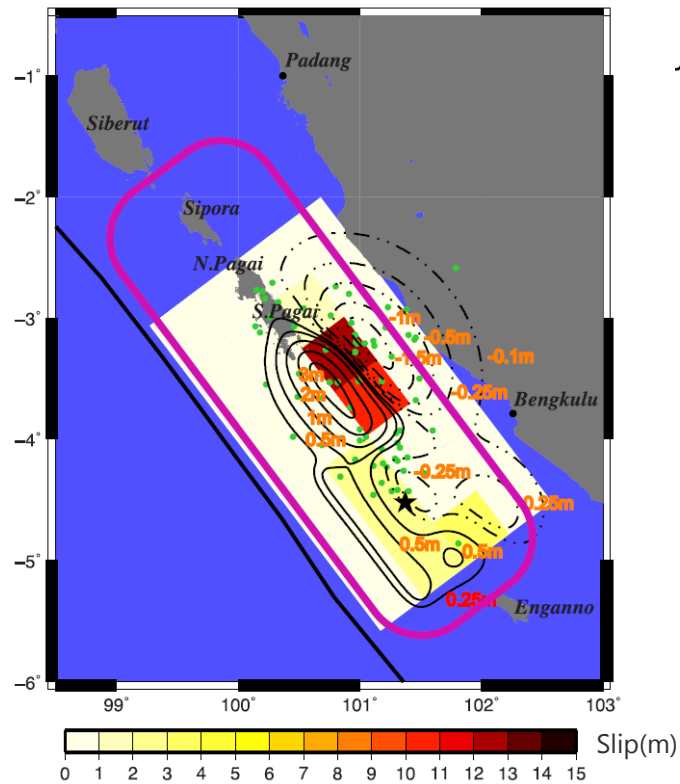 Padang
Siberut
Sipora
N.Pagai
S.Pagai
-1m
-0.5m
-0.1m
-1.5m
-0.25m
3m
2m
1m
0.5m
Bengkulu
-0.25m
0.25m
0.5m
0.5m
0.25m
Enganno
−1°
−2°
−3°
−4°
−5°
−6°
99° 100° 101° 102° 103°
Slip(m)
0 1 2 3 4 5 6 7 8 9 10 11 12 13 14 15